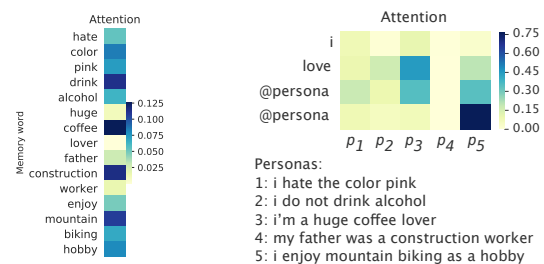 Attention
hate
color
pink
drink
alcohol
huge
coffee
lover
father
construction
worker
enjoy
mountain
biking
hobby
Memory word
0.125
0.100
0.075
0.050
0.025
Attention
i
love
@persona
@persona
p1 p2 p3 p4 p5
0.75
0.60
0.45
0.30
0.15
0.00
Personas:
1: i hate the color pink
2: i do not drink alcohol
3: i'm a huge coffee lover
4: my father was a construction worker
5: i enjoy mountain biking as a hobby